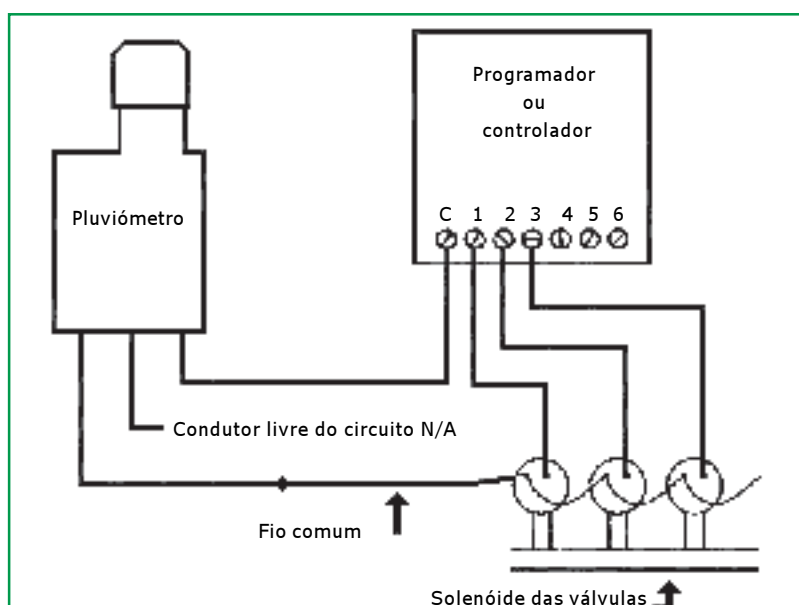 Programador
ou
controlador
Pluviómetro
C 1 2 3 4 5 6
Condutor livre do circuito N/A
Fio comum
Solenóide das válvulas